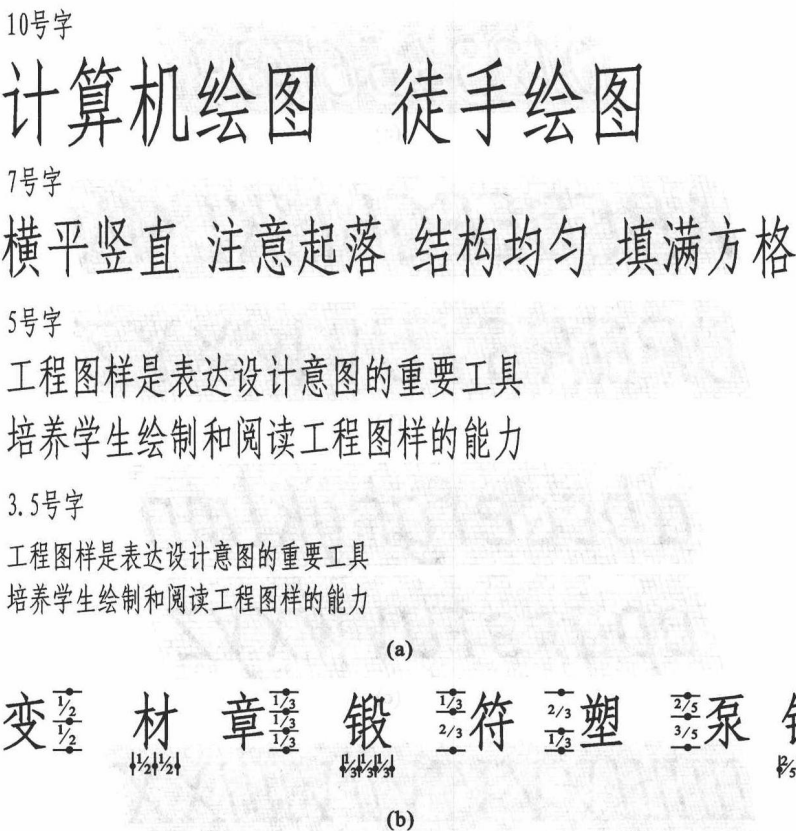 10号字
计算机绘图 徒手绘图
7号字
横平竖直 注意起落 结构均匀 填满方格
5号字
工程图样是表达设计意图的重要工具
培养学生绘制和阅读工程图样的能力
3.5号字
工程图样是表达设计意图的重要工具
培养学生绘制和阅读工程图样的能力
(a)
变 1/2 1/2 材 1/2 1/2 章 1/3 1/3 1/3 锻 1/3 1/3 1/3 1/3 2/3 符 2/3 1/3 塑 2/5 3/5 泵 2/5
(b)